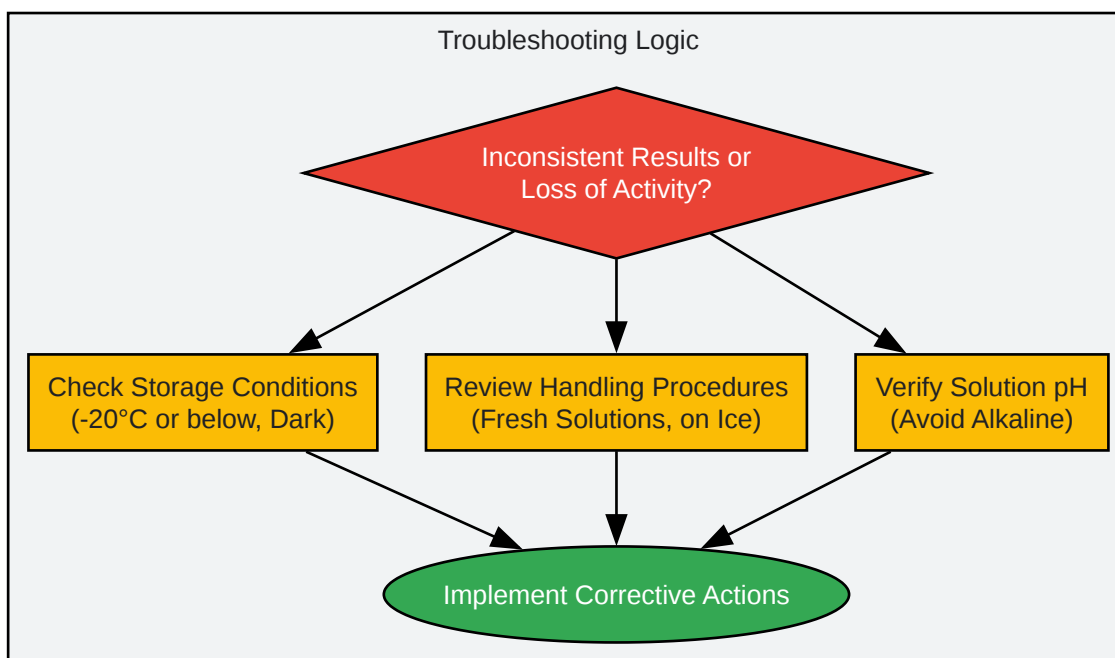 Troubleshooting Logic
Inconsistent Results or
Loss of Activity?
Check Storage Conditions
(-20°C or below, Dark)
Review Handling Procedures
(Fresh Solutions, on Ice)
Verify Solution pH
(Avoid Alkaline)
Implement Corrective Actions